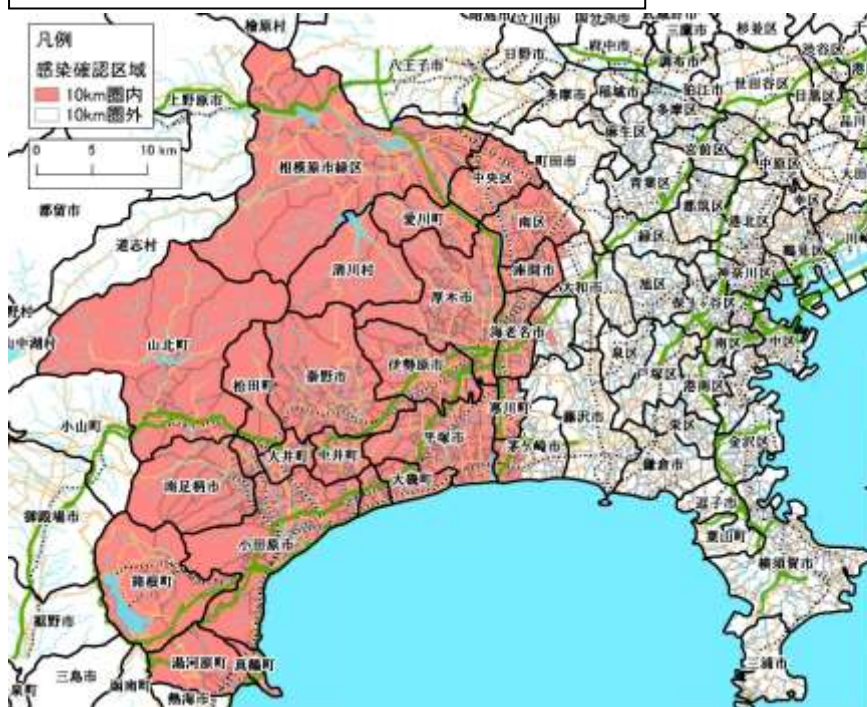 檜原村
日野市
府中市
三鷹市
杉並区
凡例
感染確認区域
10km圏内
10km圏外
0 5 10 km
八王子市
調布市
世田谷区
上野原市
多摩市
稲城市
狛江市
多摩区
目黒区
品川
麻生区
宮前区
中原区
町田市
相模原市緑区
中央区
青葉区
都筑区
港北区
幸区
都留市
愛川町
南区
緑区
鶴見区
道志村
清川村
座間市
大和市
旭区
神奈川区
保土ヶ谷区
厚木市
山中湖村
山北町
海老名市
泉区
南区
中区
松田町
秦野市
伊勢原市
戸塚区
港南区
小山町
寒川町
藤沢市
栄区
金沢区
大井町
中井町
平塚市
茅ヶ崎市
鎌倉市
南足柄市
大磯町
逗子市
御殿場市
葉山町
小田原市
横須賀市
箱根町
裾野市
三浦市
三島市
湯河原町
真鶴町
函南町
熱海市